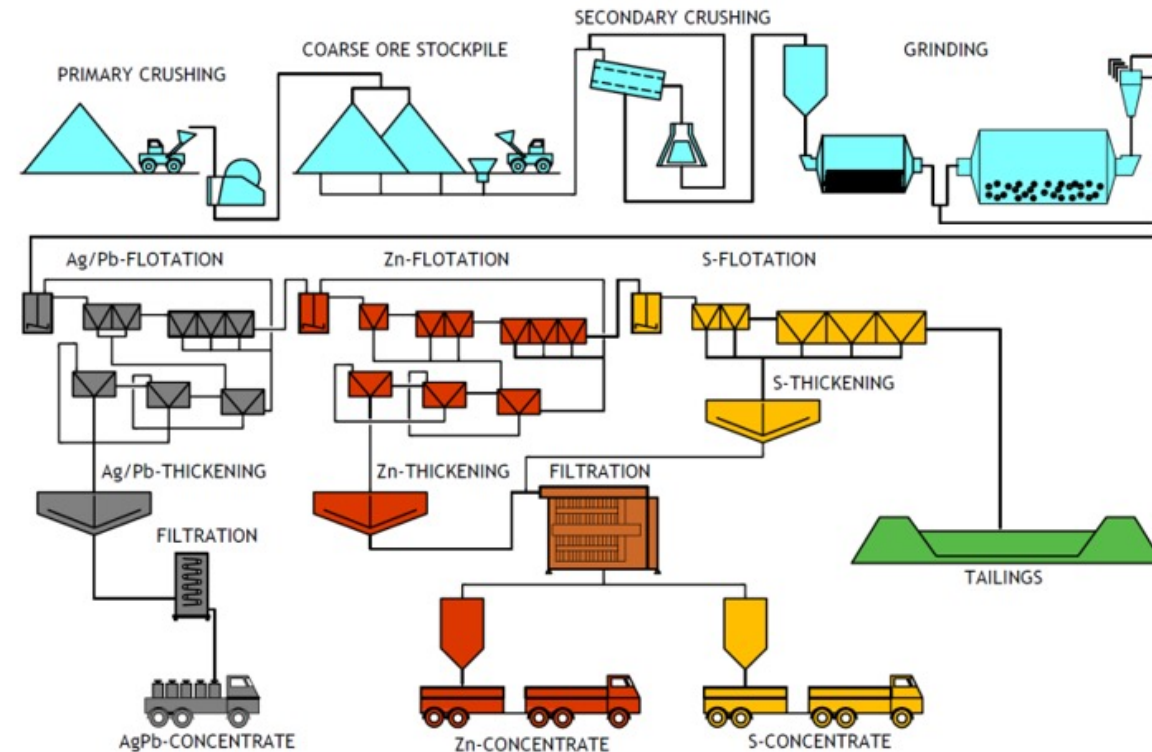 SECONDARY CRUSHING
COARSE ORE STOCKPILE
GRINDING
PRIMARY CRUSHING
Ag/Pb-FLOTATION
Zn-FLOTATION
S-FLOTATION
S-THICKENING
Ag/Pb-THICKENING
Zn-THICKENING
FILTRATION
FILTRATION
TAILINGS
AgPb-CONCENTRATE
Zn-CONCENTRATE
S-CONCENTRATE